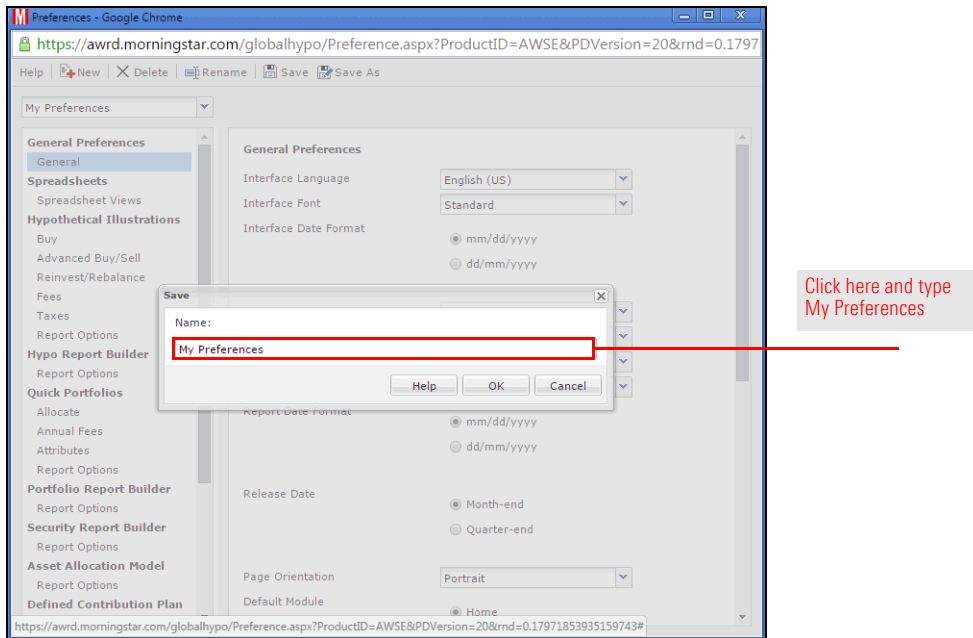 Preferences - Google Chrome
https://awrd.morningstar.com/globalhypo/Preference.aspx?ProductID=AWSE&PDVersion=20&rnd=0.1797
Help New Delete Rename Save Save As
My Preferences
General Preferences
General
Spreadsheets
Spreadsheet Views
Hypothetical Illustrations
Buy
Advanced Buy/Sell
Reinvest/Rebalance
Fees
Taxes
Report Options
Hypo Report Builder
Report Options
Quick Portfolios
Allocate
Annual Fees
Attributes
Report Options
Portfolio Report Builder
Report Options
Security Report Builder
Report Options
Asset Allocation Model
Report Options
Defined Contribution Plan
General Preferences
Interface Language English (US)
Interface Font Standard
Interface Date Format
mm/dd/yyyy
dd/mm/yyyy
Save
Name:
My Preferences
Help OK Cancel
Report Date Format
mm/dd/yyyy
dd/mm/yyyy
Release Date
Month-end
Quarter-end
Page Orientation Portrait
Default Module
Home
https://awrd.morningstar.com/globalhypo/Preference.aspx?ProductID=AWSE&PDVersion=20&rnd=0.17971853935159743#
Click here and type
My Preferences